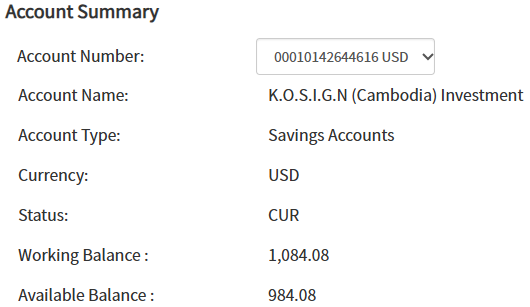 Account Summary
Account Number: 00010142644616 USD
Account Name: K.O.S.I.G.N (Cambodia) Investment
Account Type: Savings Accounts
Currency: USD
Status: CUR
Working Balance : 1,084.08
Available Balance : 984.08